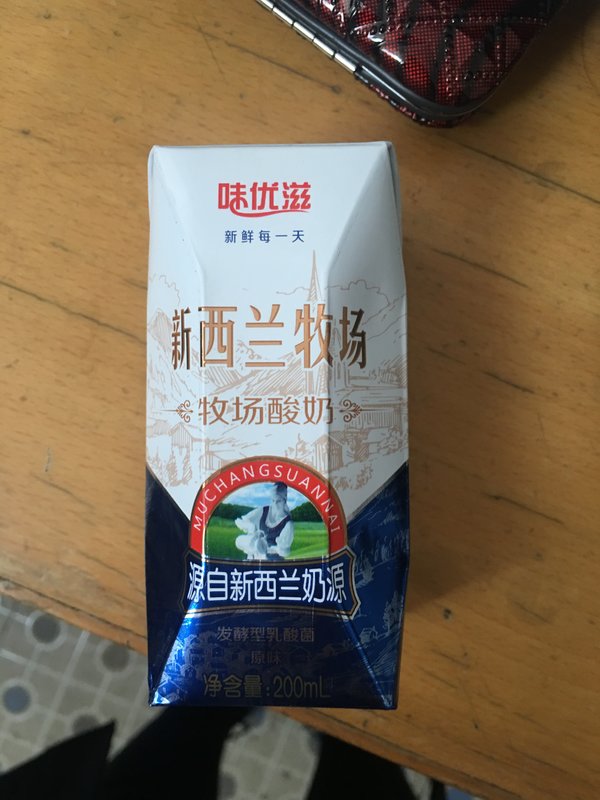 味优滋
新鲜每一天
新西兰牧场
牧场酸奶
MUCHANGSUANNAI
源自新西兰奶源
发酵型乳酸菌
原味
净含量:200mL